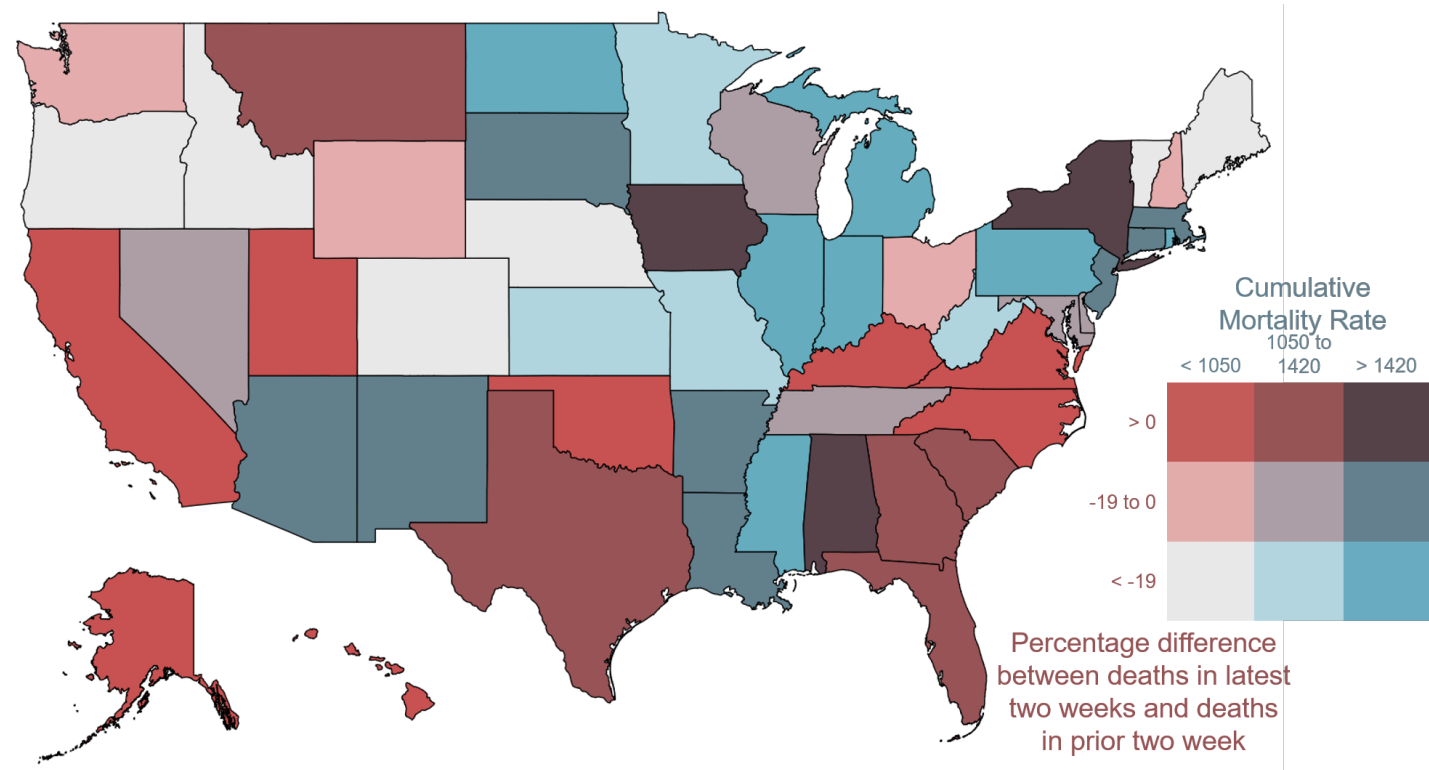 Cumulative
Mortality Rate
1050 to
< 1050 1420 > 1420
> 0
-19 to 0
< -19
Percentage difference
between deaths in latest
two weeks and deaths
in prior two week